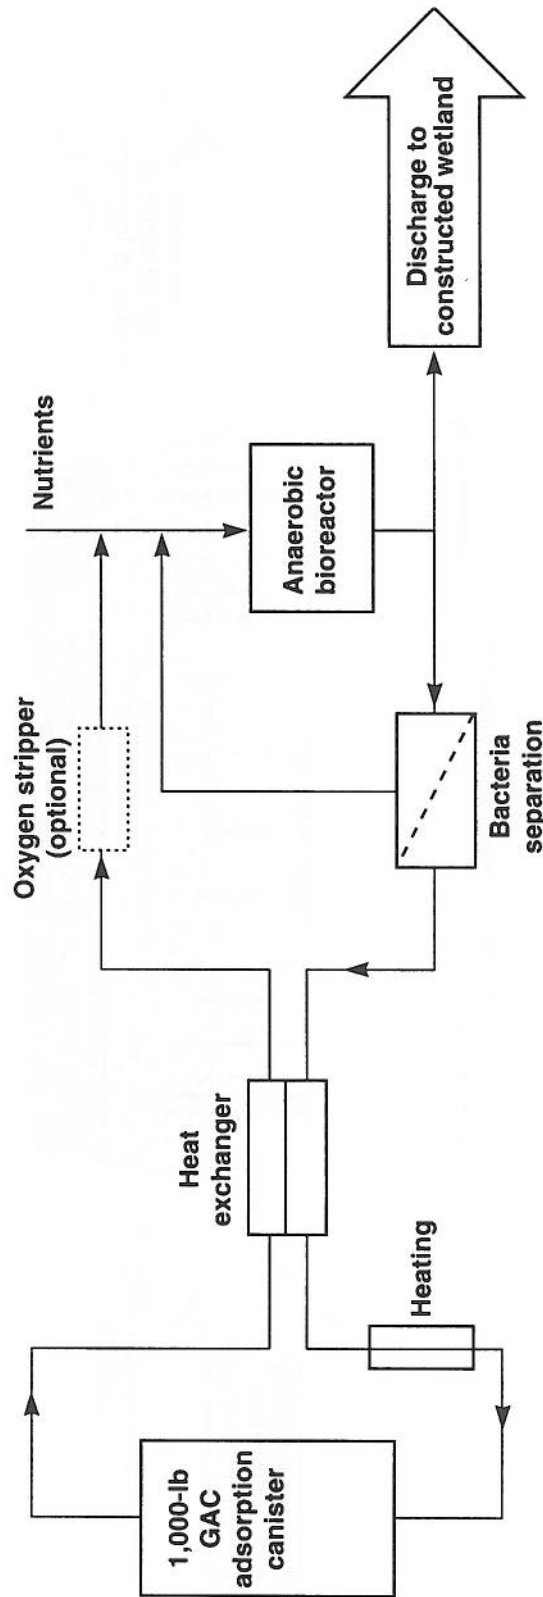 1,000-lb
GAC
adsorption
canister
Heating
Heat
exchanger
Oxygen stripper
(optional)
Bacteria
separation
Nutrients
Anaerobic
bioreactor
Discharge to
constructed wetland